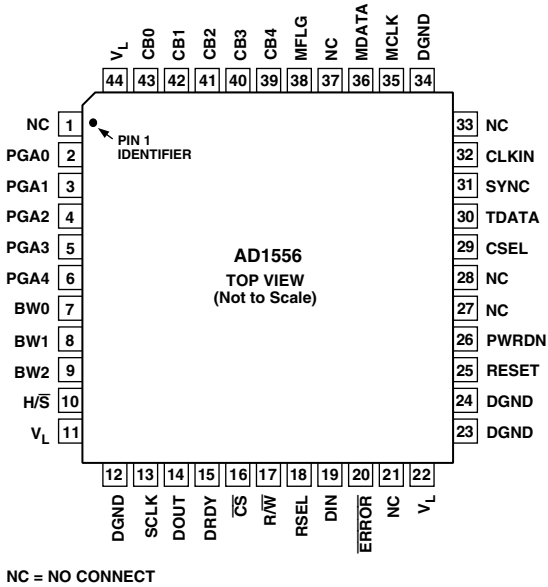 V_L CB0 CB1 CB2 CB3 CB4 MFLG NC MDATA MCLK DGND
44 43 42 41 40 39 38 37 36 35 34
NC 1
PGA0 2
PGA1 3
PGA2 4
PGA3 5
PGA4 6
BW0 7
BW1 8
BW2 9
H/S̅ 10
V_L 11
PIN 1
IDENTIFIER
AD1556
TOP VIEW
(Not to Scale)
33 NC
32 CLKIN
31 SYNC
30 TDATA
29 CSEL
28 NC
27 NC
26 PWRDN
25 RESET
24 DGND
23 DGND
12 13 14 15 16 17 18 19 20 21 22
DGND SCLK DOUT DRDY C̅S̅ R/W̅ RSEL DIN E̅R̅R̅O̅R̅ NC V_L
NC = NO CONNECT